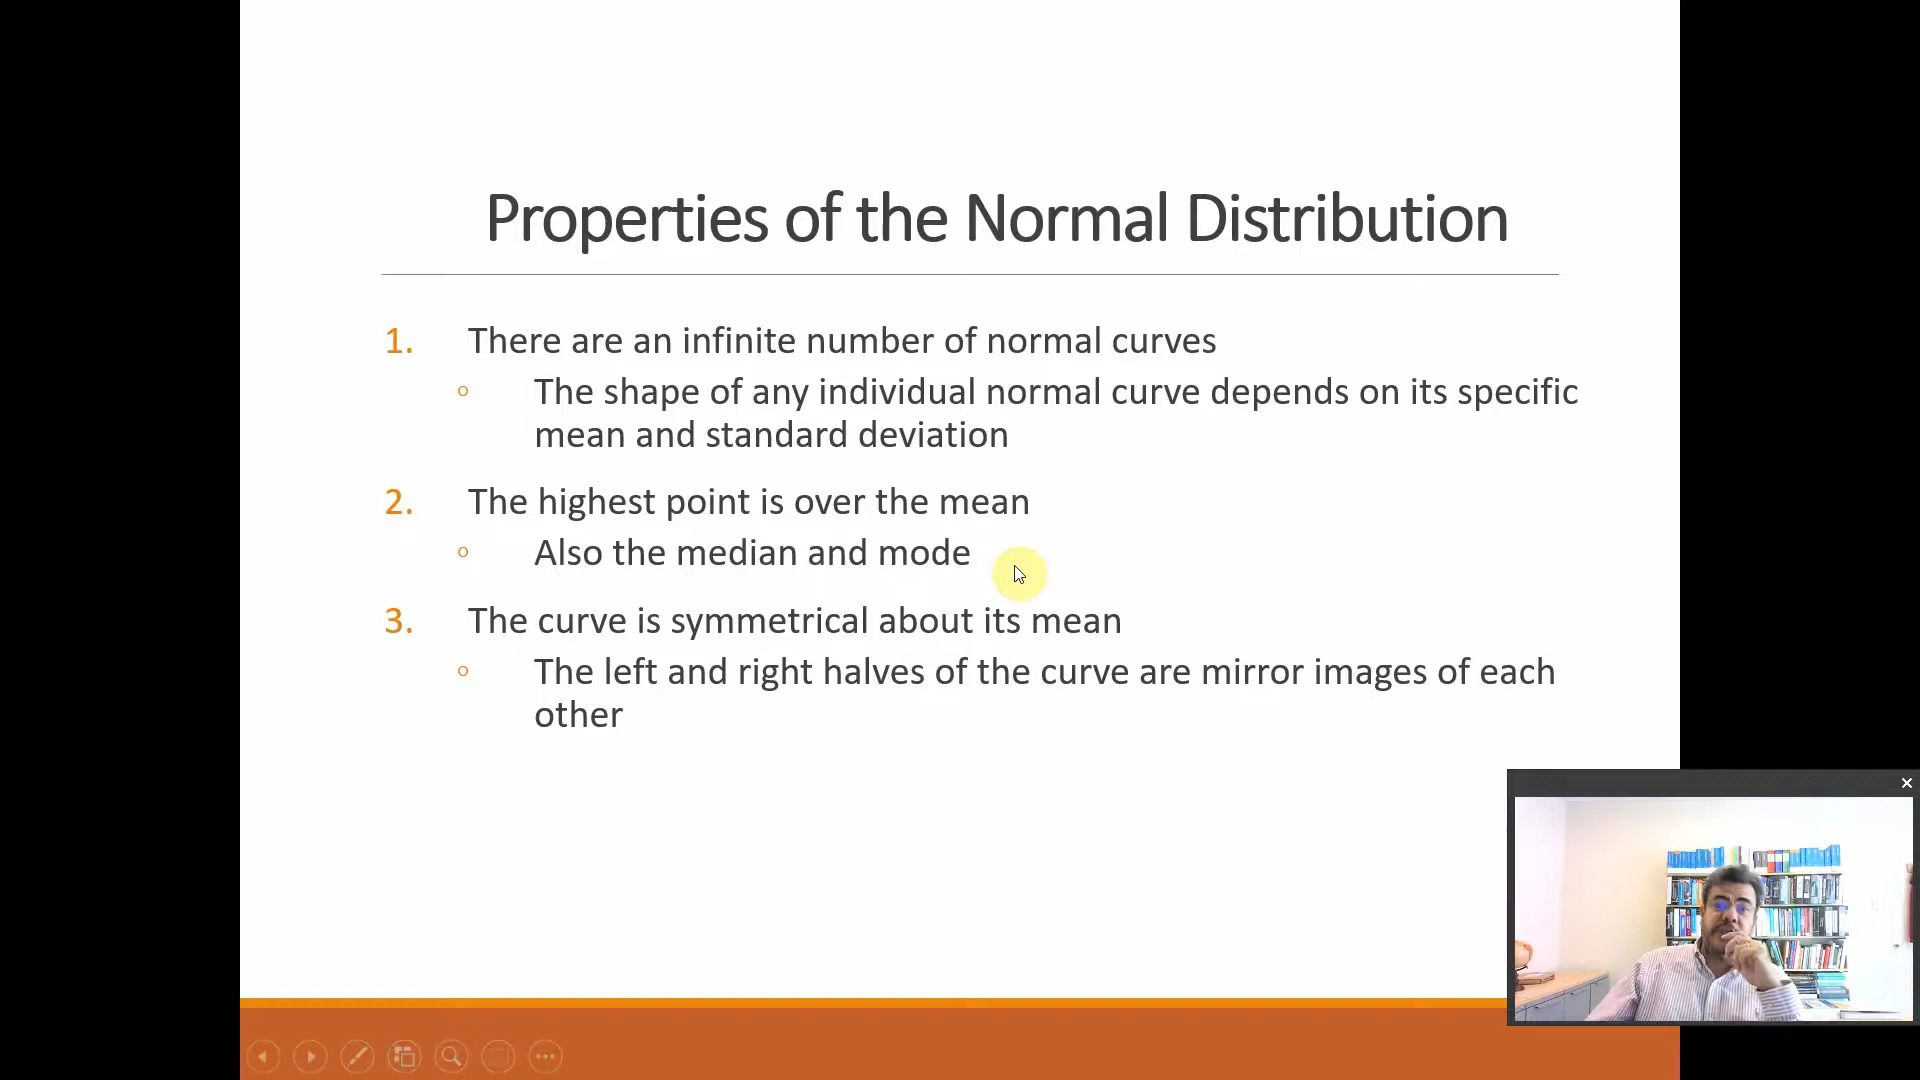 Properties of the Normal Distribution
1. There are an infinite number of normal curves
The shape of any individual normal curve depends on its specific
mean and standard deviation
2. The highest point is over the mean
Also the median and mode
3. The curve is symmetrical about its mean
The left and right halves of the curve are mirror images of each
other